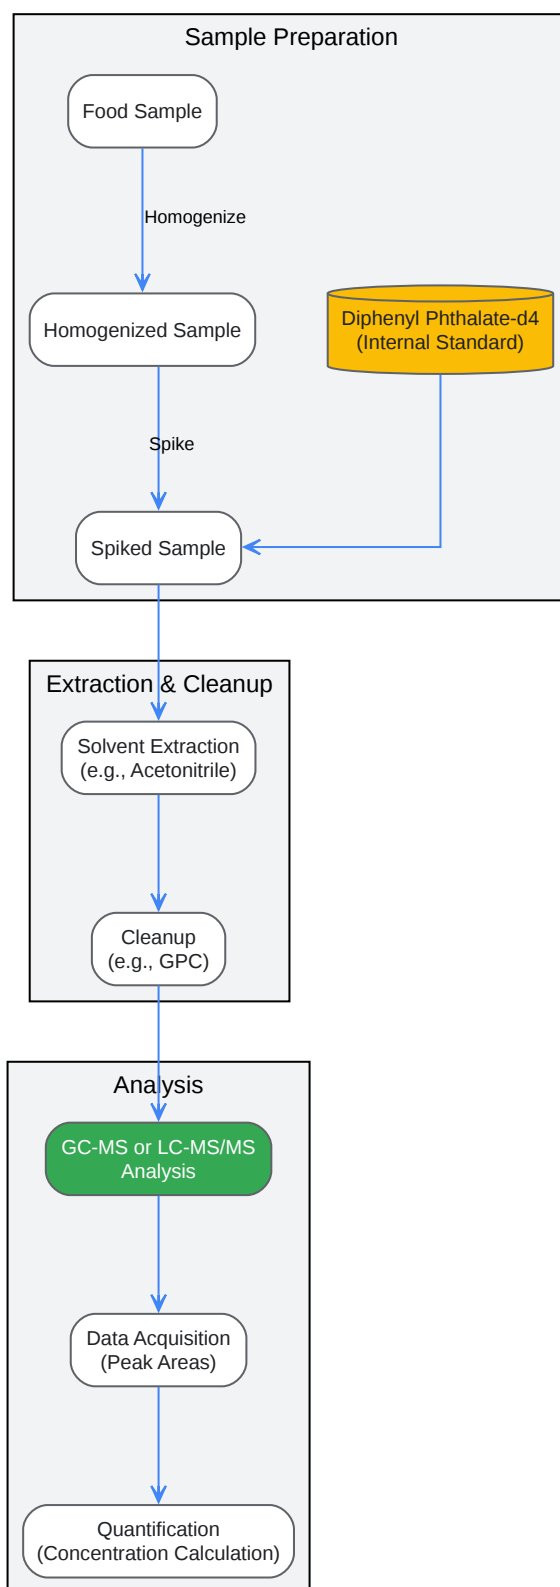 Sample Preparation
Food Sample
Homogenize
Homogenized Sample
Diphenyl Phthalate-d4
(Internal Standard)
Spike
Spiked Sample
Extraction & Cleanup
Solvent Extraction
(e.g., Acetonitrile)
Cleanup
(e.g., GPC)
Analysis
GC-MS or LC-MS/MS
Analysis
Data Acquisition
(Peak Areas)
Quantification
(Concentration Calculation)